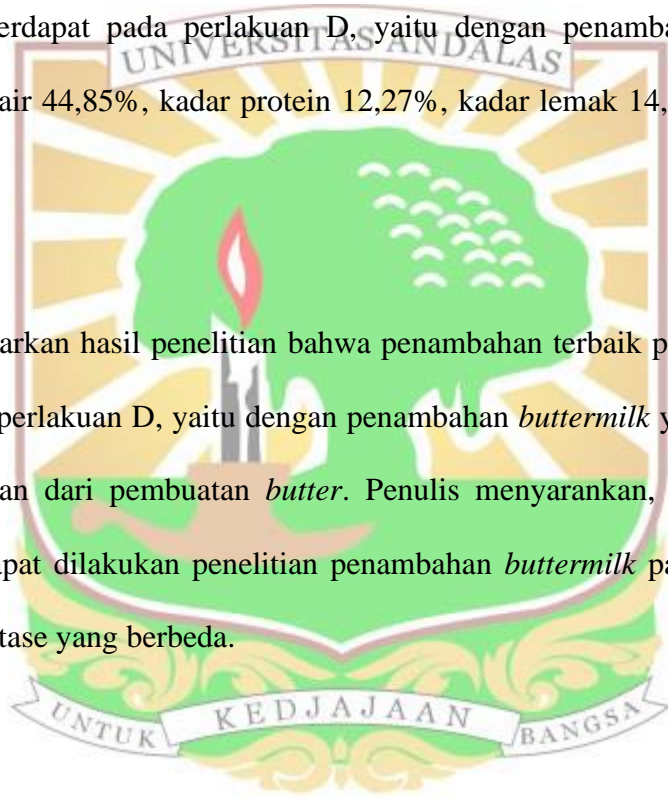 erdapat pada perlakuan D, yaitu dengan penamba
UNIVERSITAS ANDALAS
air 44,85%, kadar protein 12,27%, kadar lemak 14,
arkan hasil penelitian bahwa penambahan terbaik p
perlakuan D, yaitu dengan penambahan buttermilk y
an dari pembuatan butter. Penulis menyarankan,
apat dilakukan penelitian penambahan buttermilk pa
tase yang berbeda.
UNTUK KEDJAJAAN BANGSA